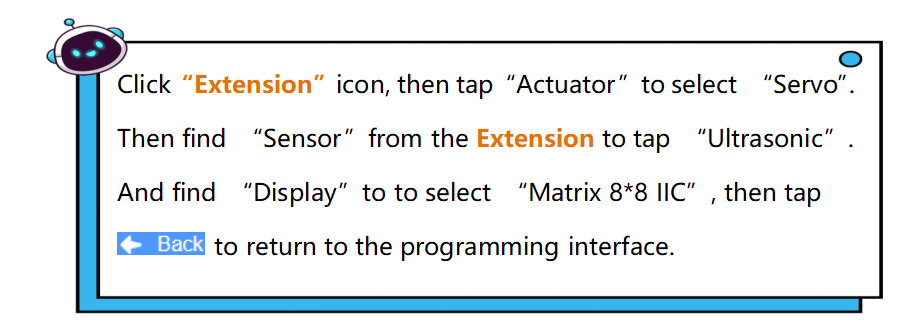 Click “Extension” icon, then tap “Actuator” to select “Servo”.
Then find “Sensor” from the Extension to tap “Ultrasonic” .
And find “Display” to to select “Matrix 8*8 IIC” , then tap
Back to return to the programming interface.